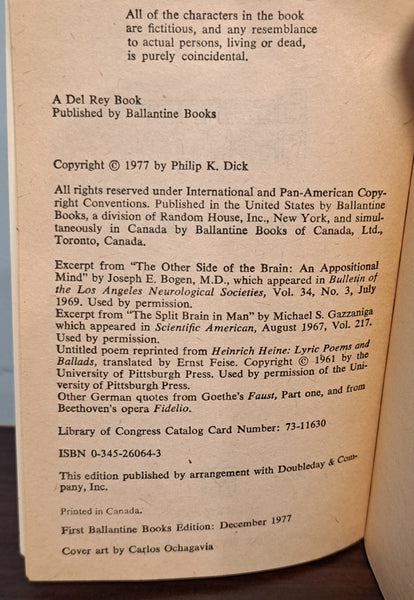 All of the characters in the book
are fictitious, and any resemblance
to actual persons, living or dead,
is purely coincidental.
A Del Rey Book
Published by Ballantine Books
Copyright © 1977 by Philip K. Dick
All rights reserved under International and Pan-American Copy-
right Conventions. Published in the United States by Ballantine
Books, a division of Random House, Inc., New York, and simul-
taneously in Canada by Ballantine Books of Canada, Ltd.,
Toronto, Canada.
Excerpt from "The Other Side of the Brain: An Appositional
Mind" by Joseph E. Bogen, M.D., which appeared in Bulletin of
the Los Angeles Neurological Societies, Vol. 34, No. 3, July
1969. Used by permission.
Excerpt from "The Split Brain in Man" by Michael S. Gazzaniga
which appeared in Scientific American, August 1967, Vol. 217.
Used by permission.
Untitled poem reprinted from Heinrich Heine: Lyric Poems and
Ballads, translated by Ernst Feise. Copyright © 1961 by the
University of Pittsburgh Press. Used by permission of the Uni-
versity of Pittsburgh Press.
Other German quotes from Goethe's Faust, Part one, and from
Beethoven's opera Fidelio.
Library of Congress Catalog Card Number: 73-11630
ISBN 0-345-26064-3
This edition published by arrangement with Doubleday & Com-
pany, Inc.
Printed in Canada.
First Ballantine Books Edition: December 1977
Cover art by Carlos Ochagavia